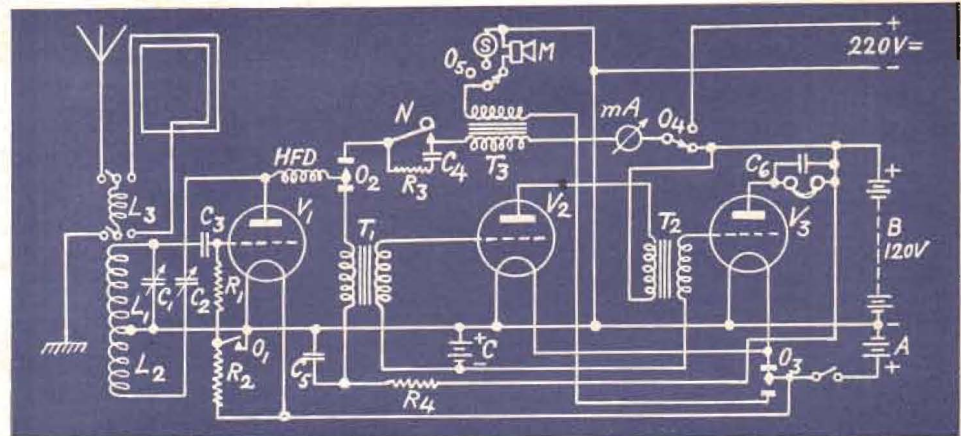 +
220V=
-
S
M
O5
mA
O4
N
HFD
O2
R3
C4
T3
C6
L3
C3
V1
V2
V3
+
B
120V
T1
T2
L1
C1
C2
R1
-
L2
O1
C5
+
C
-
O3
A
R2
R4
+